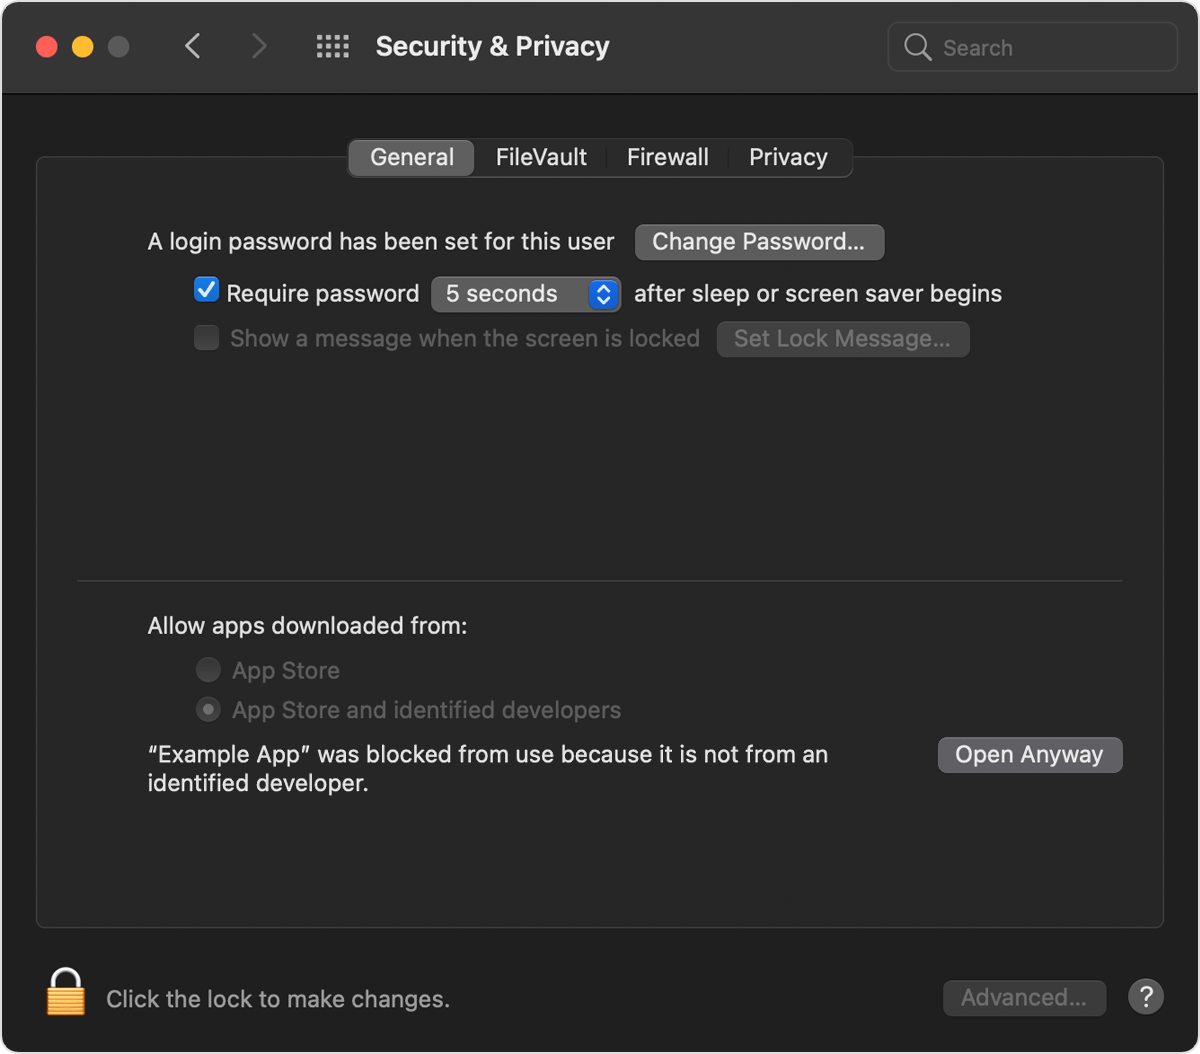 Security & Privacy
Search
General FileVault Firewall Privacy
A login password has been set for this user Change Password...
Require password 5 seconds after sleep or screen saver begins
Show a message when the screen is locked Set Lock Message...
Allow apps downloaded from:
App Store
App Store and identified developers
“Example App” was blocked from use because it is not from an Open Anyway
identified developer.
Click the lock to make changes. Advanced... ?